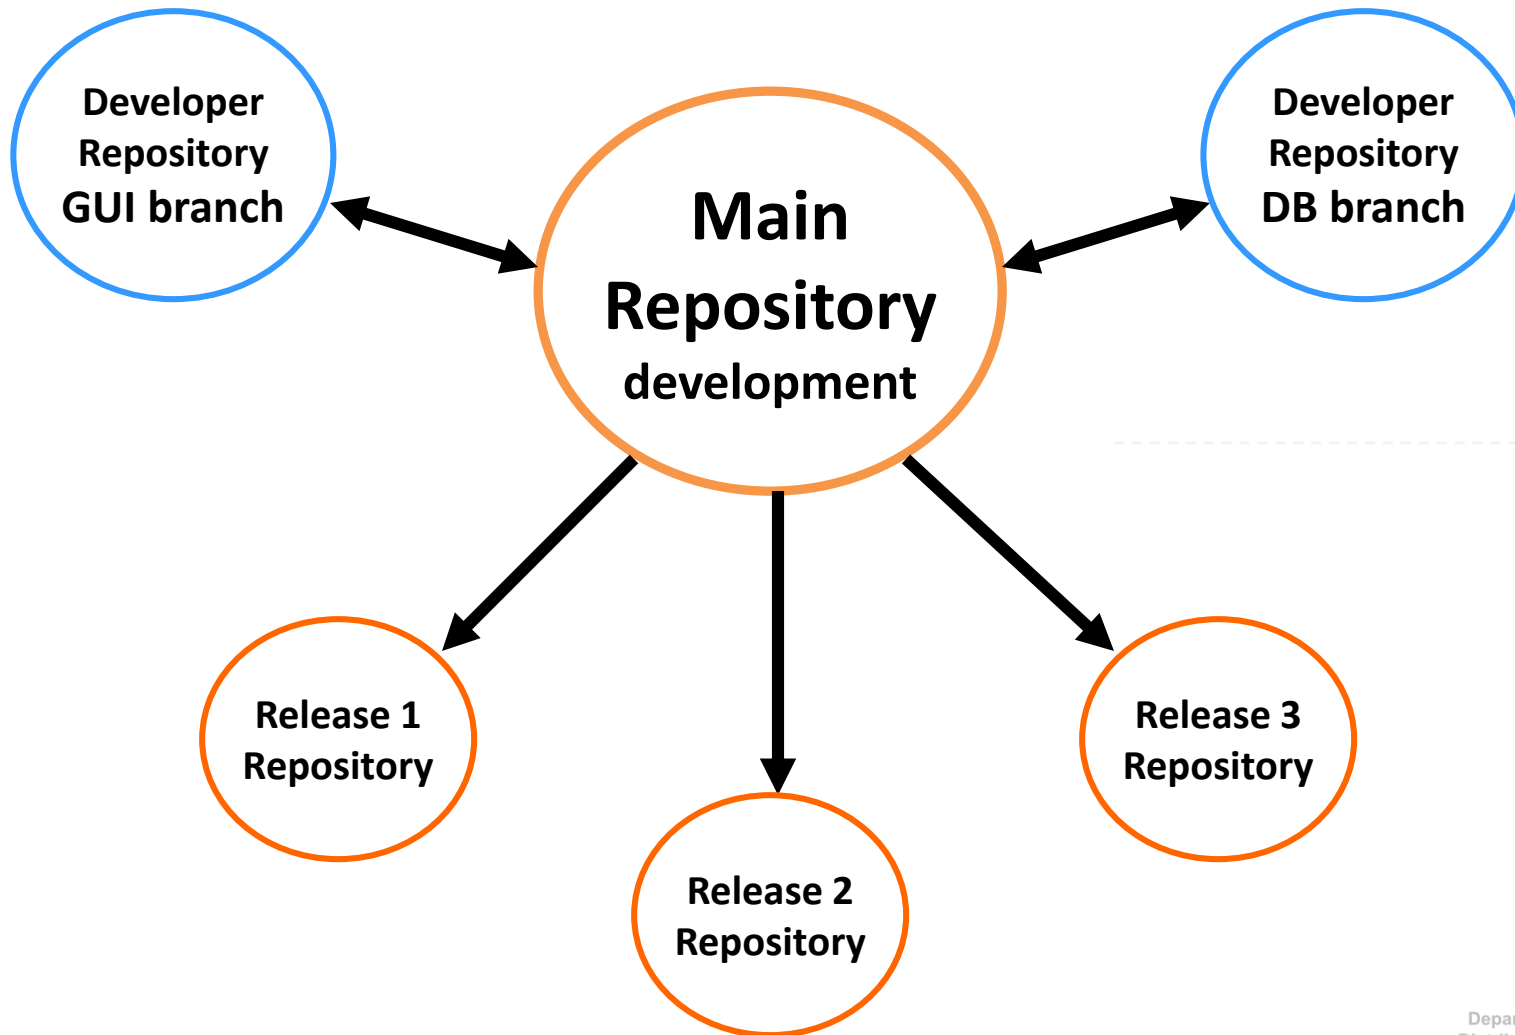 Developer
Repository
GUI branch
Main
Repository
development
Developer
Repository
DB branch
Release 1
Repository
Release 2
Repository
Release 3
Repository